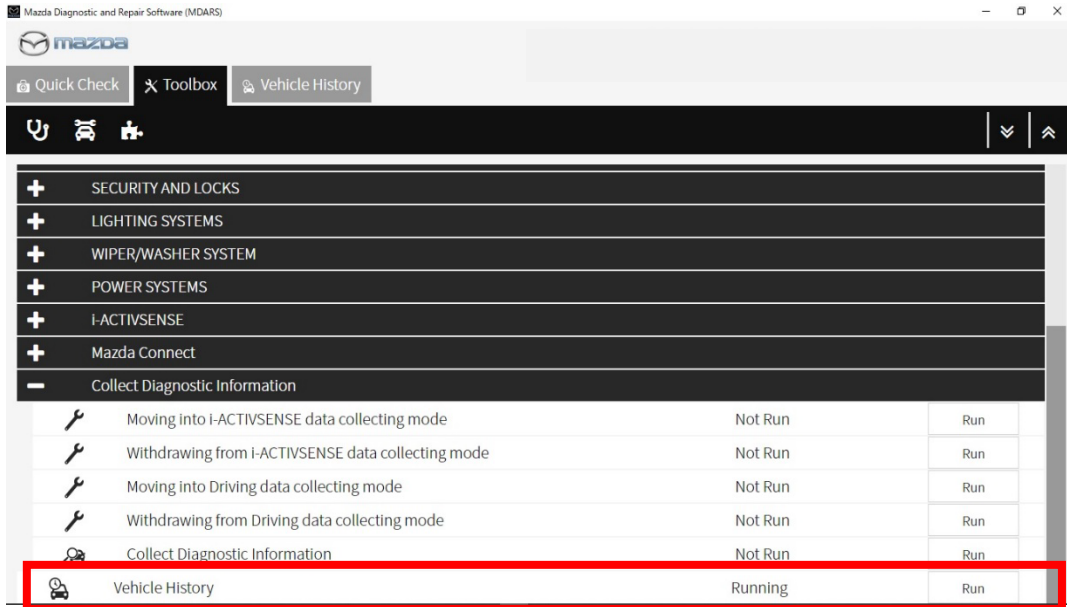 Mazda Diagnostic and Repair Software (MDARS)
mazda
Quick Check Toolbox Vehicle History
SECURITY AND LOCKS
LIGHTING SYSTEMS
WIPER/WASHER SYSTEM
POWER SYSTEMS
i-ACTIVSENSE
Mazda Connect
Collect Diagnostic Information
Moving into i-ACTIVSENSE data collecting mode Not Run Run
Withdrawing from i-ACTIVSENSE data collecting mode Not Run Run
Moving into Driving data collecting mode Not Run Run
Withdrawing from Driving data collecting mode Not Run Run
Collect Diagnostic Information Not Run Run
Vehicle History Running Run